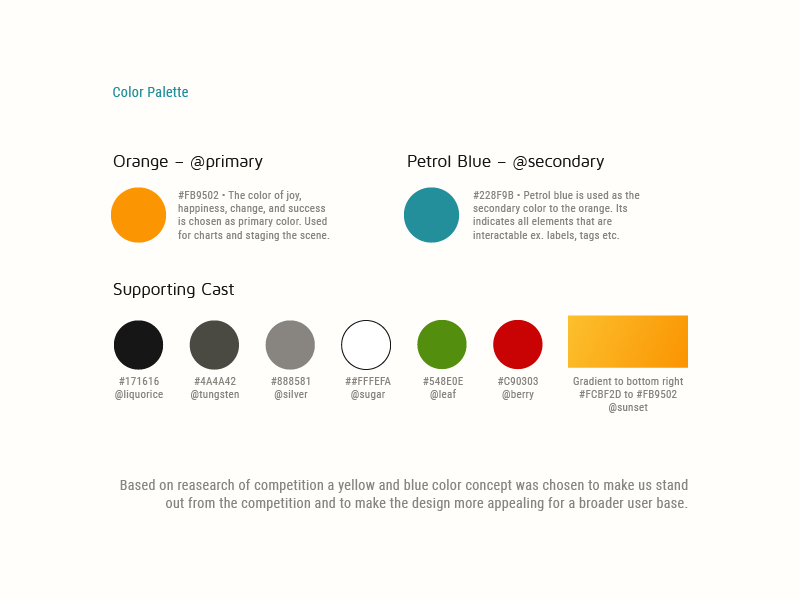 Color Palette
Orange – @primary
#FB9502 • The color of joy,
happiness, change, and success
is chosen as primary color. Used
for charts and staging the scene.
Petrol Blue – @secondary
#228F9B • Petrol blue is used as the
secondary color to the orange. Its
indicates all elements that are
interactable ex. labels, tags etc.
Supporting Cast
#171616
@liquorice
#4A4A42
@tungsten
#888581
@silver
##FFFEFA
@sugar
#548E0E
@leaf
#C90303
@berry
Gradient to bottom right
#FCBF2D to #FB9502
@sunset
Based on reasearch of competition a yellow and blue color concept was chosen to make us stand
out from the competition and to make the design more appealing for a broader user base.